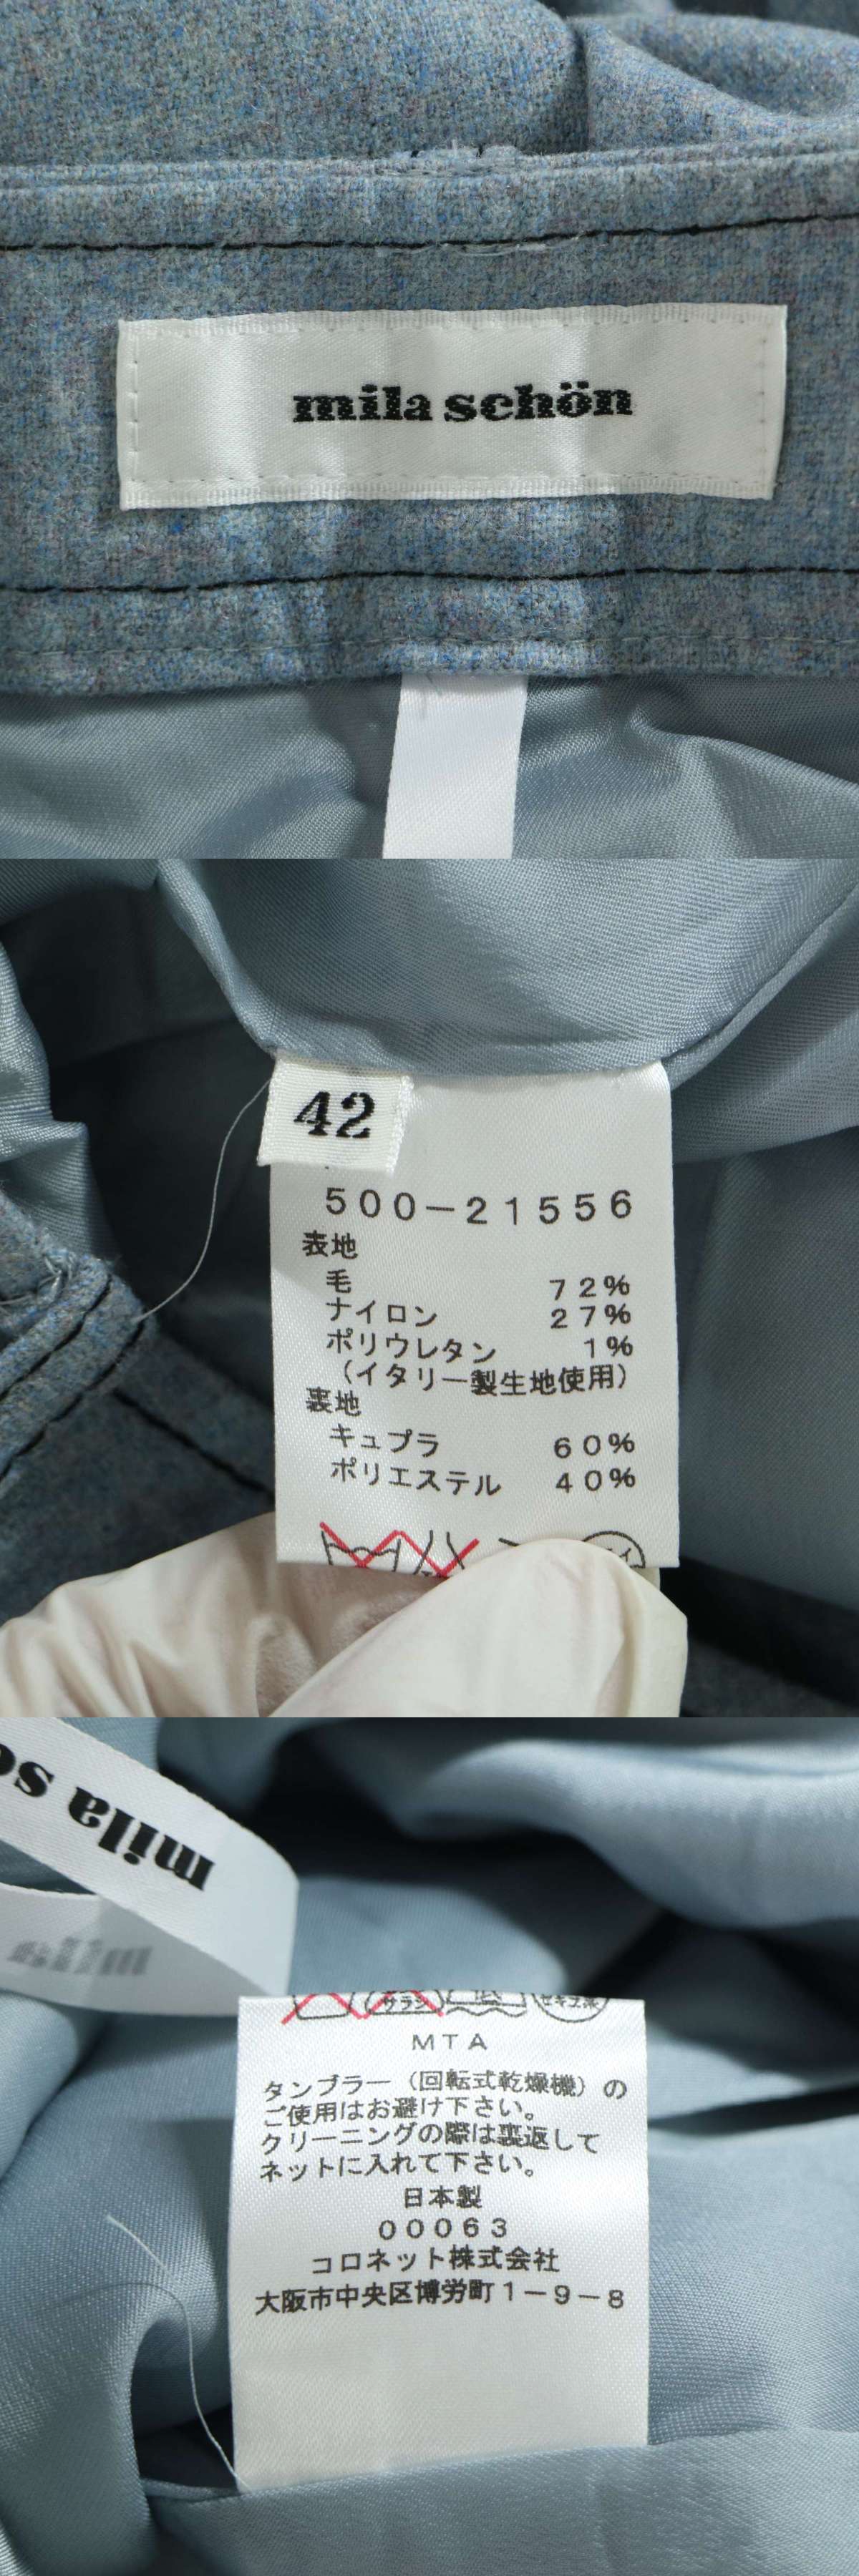 mila schön
42
500-21556
表地
毛 72%
ナイロン 27%
ポリウレタン 1%
(イタリー製生地使用)
裏地
キュプラ 60%
ポリエステル 40%
mila sc
mila
サラシ
MTA
タンブラー(回転式乾燥機)の
ご使用はお避け下さい。
クリーニングの際は裏返して
ネットに入れて下さい。
日本製
00063
コロネット株式会社
大阪市中央区博労町1-9-8